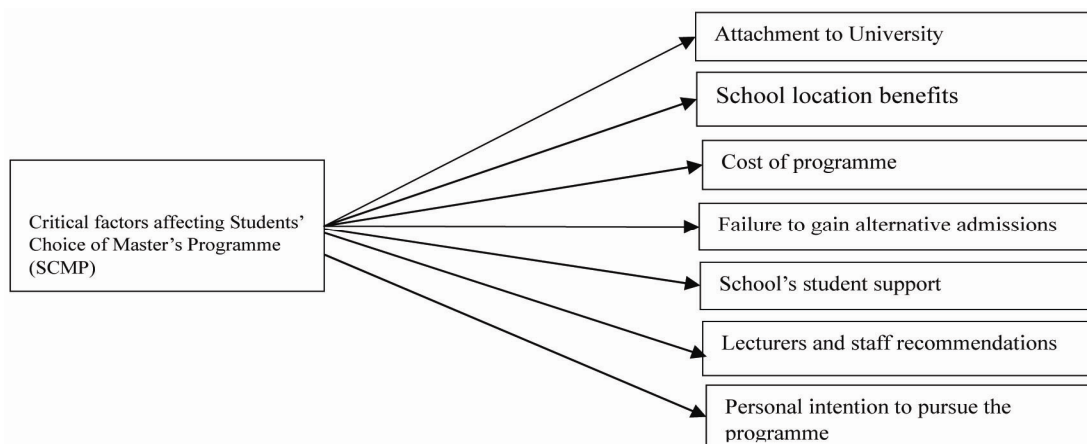 Attachment to University
School location benefits
Cost of programme
Critical factors affecting Students’
Choice of Master’s Programme
(SCMP)
Failure to gain alternative admissions
School’s student support
Lecturers and staff recommendations
Personal intention to pursue the
programme